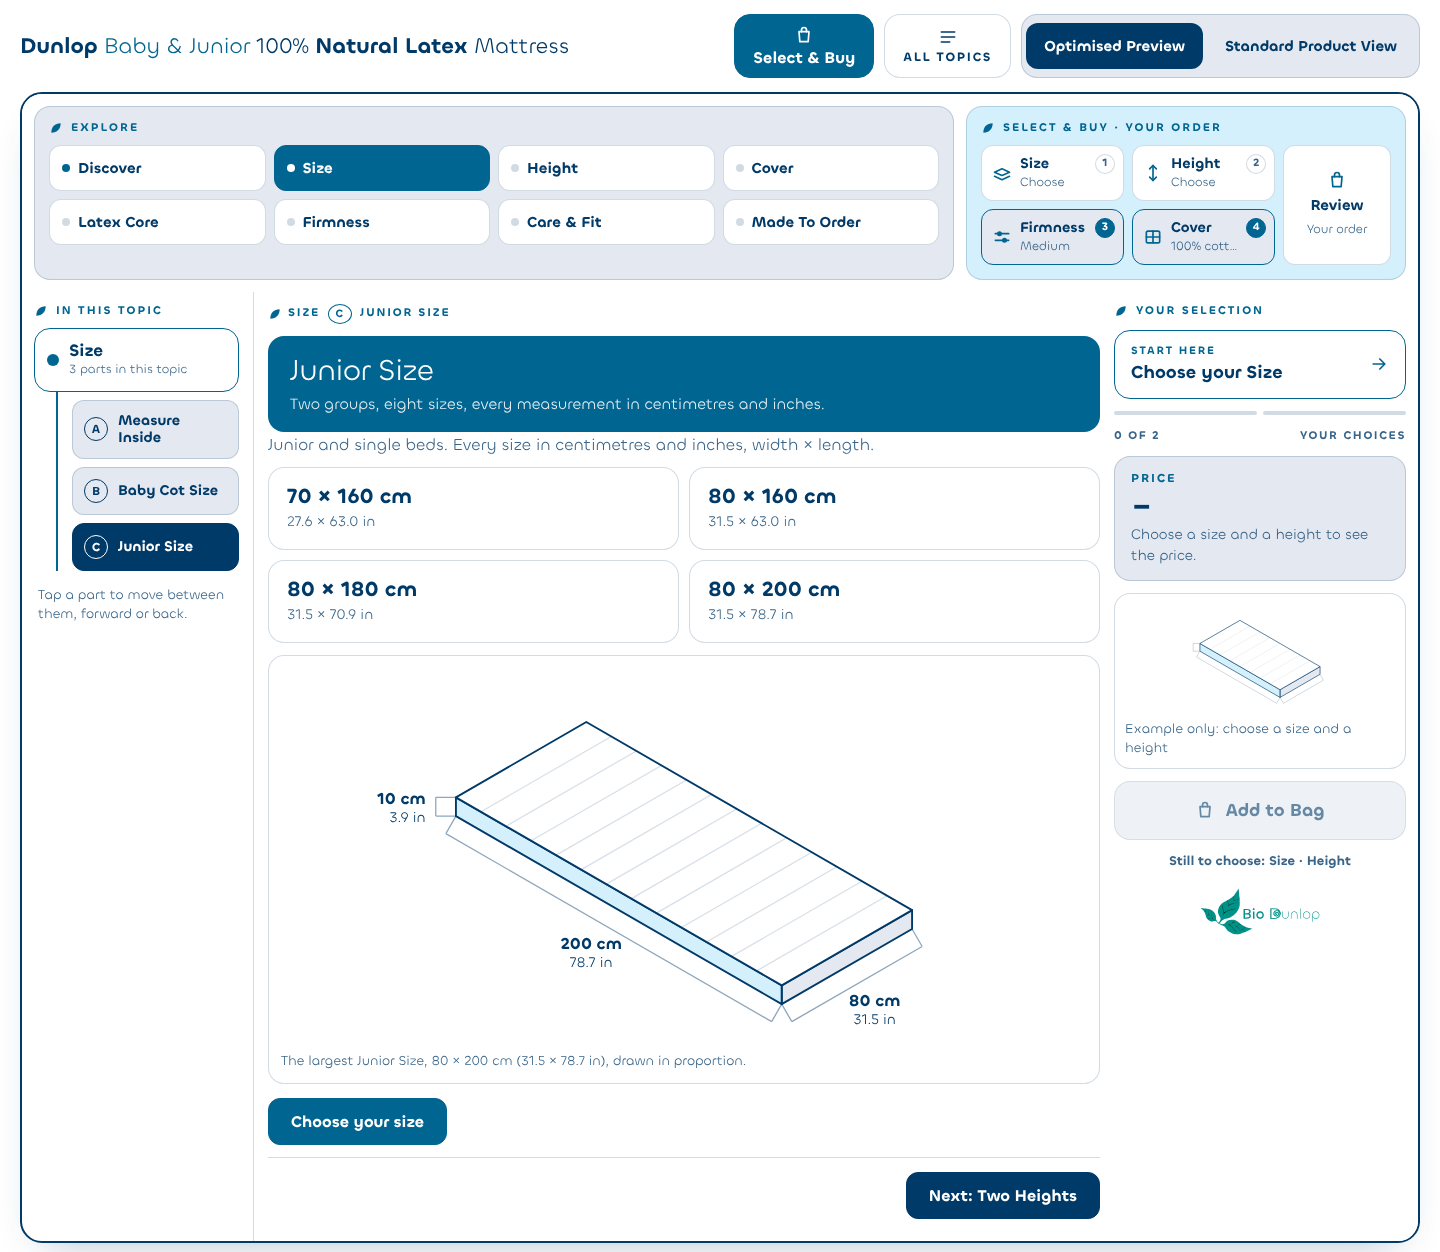 Dunlop Baby & Junior 100% Natural Latex Mattress
Select & Buy
ALL TOPICS
Optimised Preview
Standard Product View
EXPLORE
Discover
Size
Height
Cover
Latex Core
Firmness
Care & Fit
Made To Order
SELECT & BUY · YOUR ORDER
Size
1
Choose
Height
2
Choose
Firmness
3
Medium
Cover
4
100% cott...
Review
Your order
IN THIS TOPIC
Size
3 parts in this topic
A
Measure
Inside
B
Baby Cot Size
C
Junior Size
Tap a part to move between
them, forward or back.
SIZE C JUNIOR SIZE
Junior Size
Two groups, eight sizes, every measurement in centimetres and inches.
Junior and single beds. Every size in centimetres and inches, width × length.
70 × 160 cm
27.6 × 63.0 in
80 × 160 cm
31.5 × 63.0 in
80 × 180 cm
31.5 × 70.9 in
80 × 200 cm
31.5 × 78.7 in
10 cm
3.9 in
200 cm
78.7 in
80 cm
31.5 in
The largest Junior Size, 80 × 200 cm (31.5 × 78.7 in), drawn in proportion.
Choose your size
Next: Two Heights
YOUR SELECTION
START HERE
Choose your Size
0 OF 2
YOUR CHOICES
PRICE
–
Choose a size and a height to see
the price.
Example only: choose a size and a
height
Add to Bag
Still to choose: Size · Height
Bio Dunlop